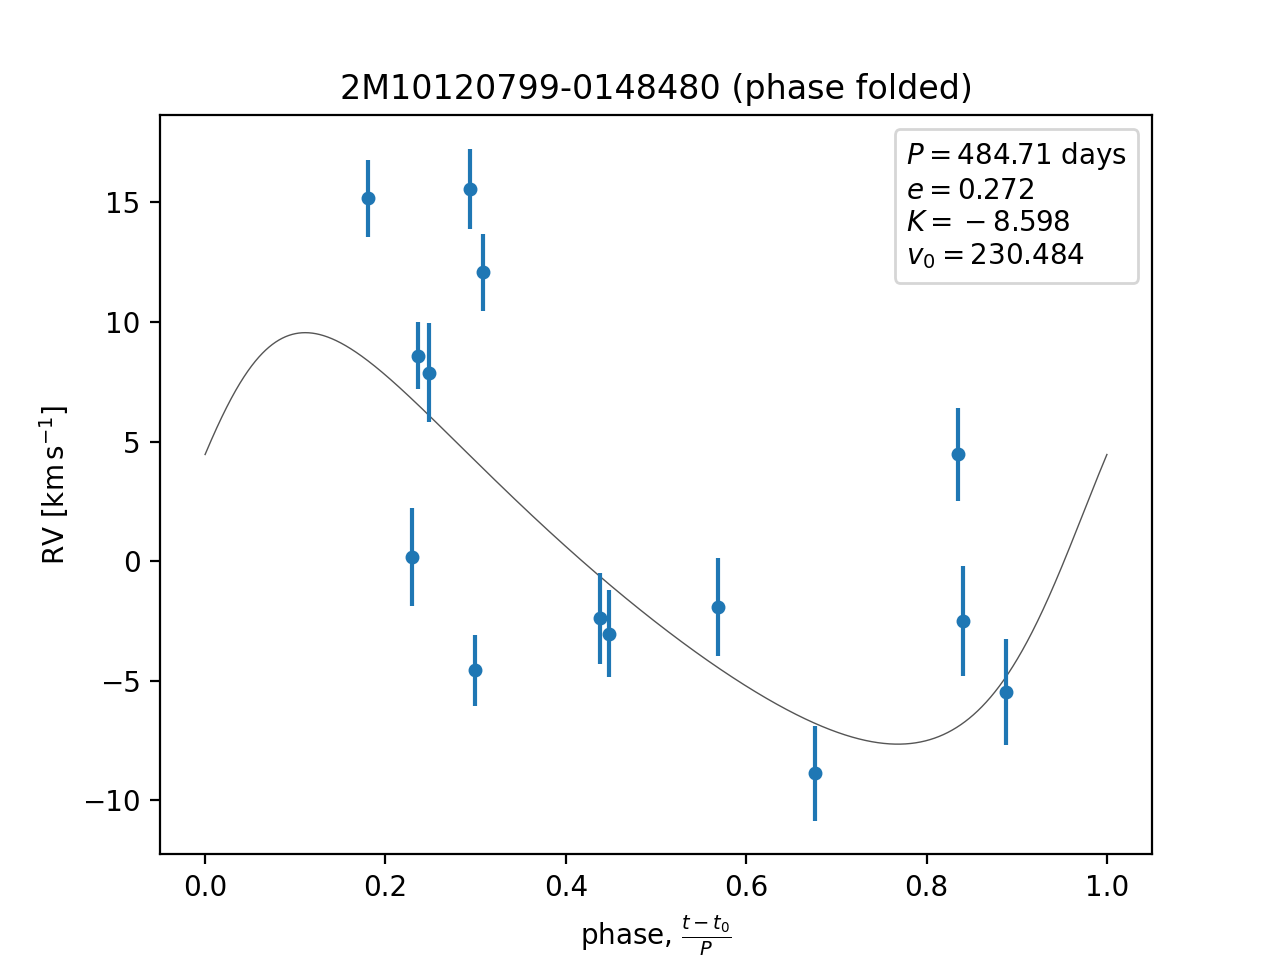 2M10120799-0148480 (phase folded)
P = 484.71 days
e = 0.272
K = −8.598
v₀ = 230.484
15
10
5
0
−5
−10
RV [km s⁻¹]
0.0 0.2 0.4 0.6 0.8 1.0
phase, (t − t₀)/P